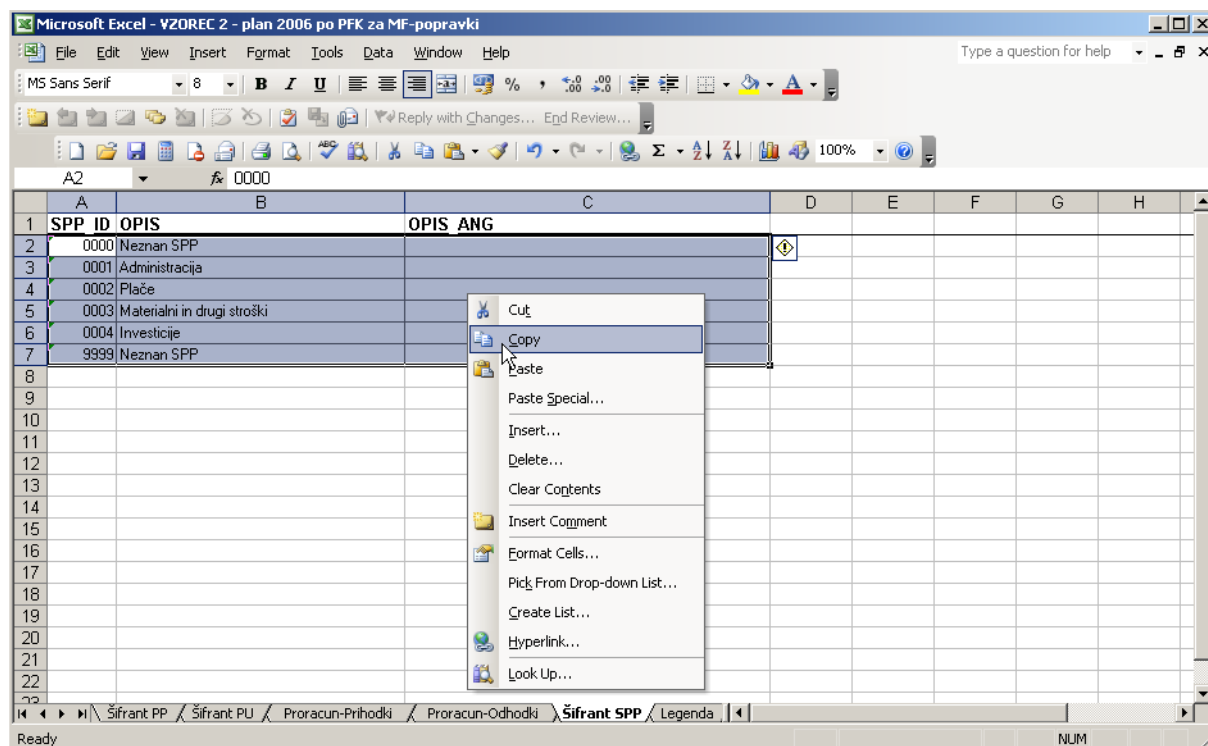 Microsoft Excel - VZOREC 2 - plan 2006 po PFK za MF-popravki
File Edit View Insert Format Tools Data Window Help Type a question for help
MS Sans Serif 8 B I U % , .00 A
Reply with Changes... End Review...
ABC Σ A Z Z A 100%
A2 fx 0000
A B C D E F G H
1 SPP_ID OPIS OPIS_ANG
2 0000 Neznan SPP
3 0001 Administracija
4 0002 Plače
5 0003 Materialni in drugi stroški
6 0004 Investicije
7 9999 Neznan SPP
8
9
10
11
12
13
14
15
16
17
18
19
20
21
22
23
Cut
Copy
Paste
Paste Special...
Insert...
Delete...
Clear Contents
Insert Comment
Format Cells...
Pick From Drop-down List...
Create List...
Hyperlink...
Look Up...
Šifrant PP Šifrant PU Proracun-Prihodki Proracun-Odhodki Šifrant SPP Legenda
Ready NUM